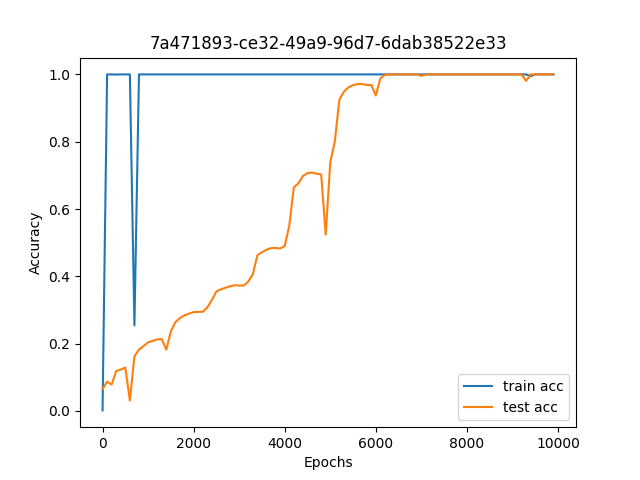 7a471893-ce32-49a9-96d7-6dab38522e33
1.0
0.8
0.6
0.4
0.2
0.0
Accuracy
0 2000 4000 6000 8000 10000
Epochs
train acc
test acc